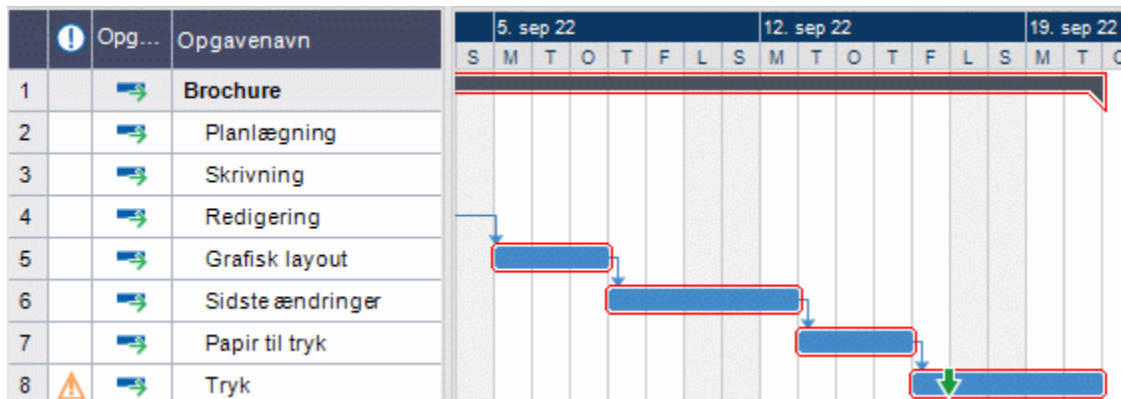 Opg... Opgavenavn 5. sep 22 12. sep 22 19. sep 22
S M T O T F L S M T O T F L S M T O
1 Brochure
2 Planlægning
3 Skrivning
4 Redigering
5 Grafisk layout
6 Sidste ændringer
7 Papir til tryk
8 Tryk